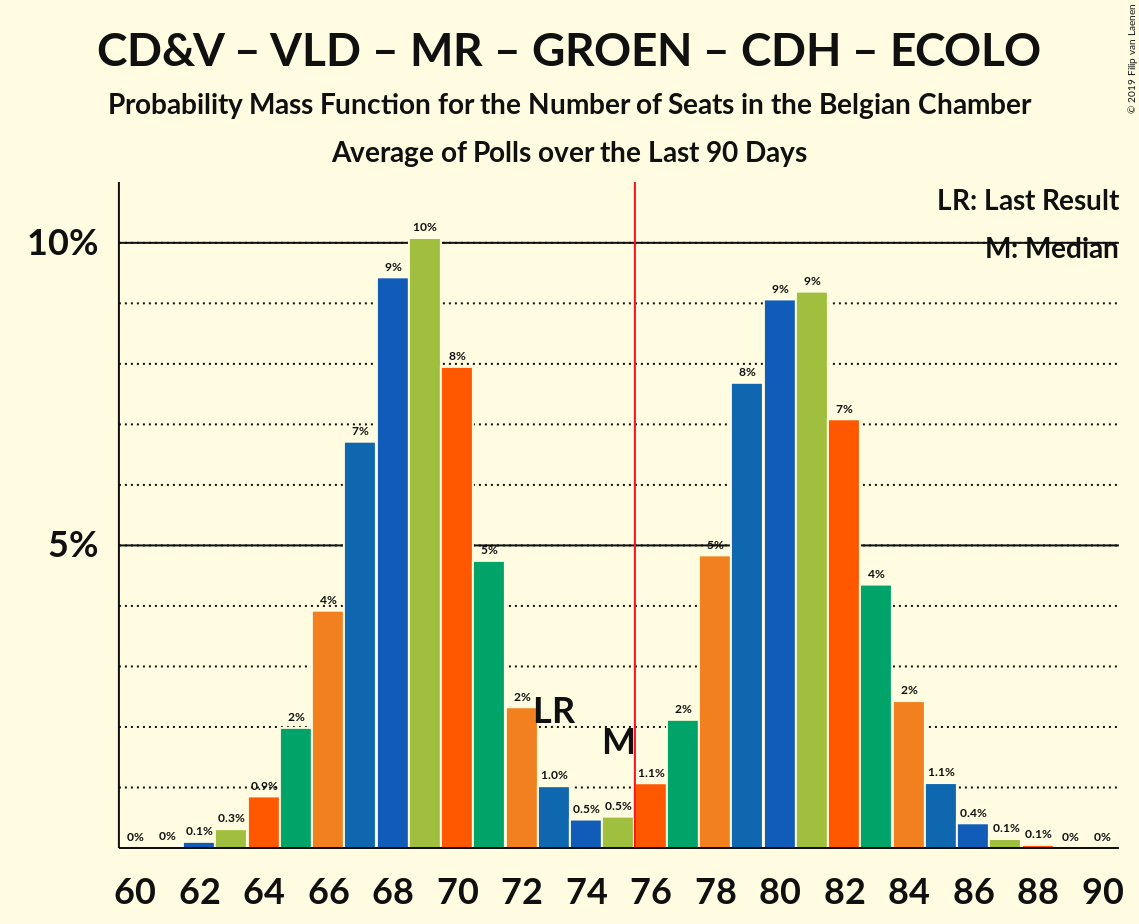 CD&V – VLD – MR – GROEN – CDH – ECOLO
Probability Mass Function for the Number of Seats in the Belgian Chamber
Average of Polls over the Last 90 Days
© 2019 Filip van Laenen
LR: Last Result
M: Median
10%
5%
0% 0% 0.1% 0.3% 0.9% 2% 4% 7% 9% 10% 8% 5% 2% 1.0% 0.5% 0.5% 1.1% 2% 5% 8% 9% 9% 7% 4% 2% 1.1% 0.4% 0.1% 0.1% 0% 0%
LR
M
60 62 64 66 68 70 72 74 76 78 80 82 84 86 88 90